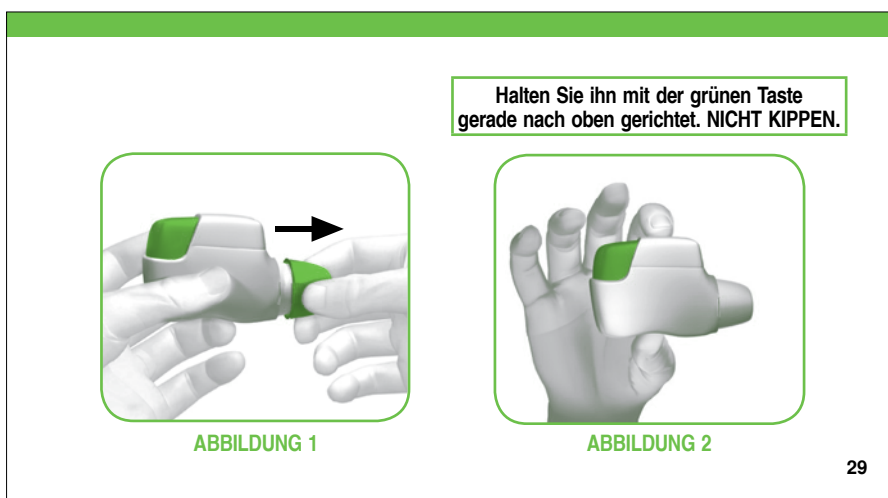 Halten Sie ihn mit der grünen Taste
gerade nach oben gerichtet. NICHT KIPPEN.
ABBILDUNG 1
ABBILDUNG 2
29